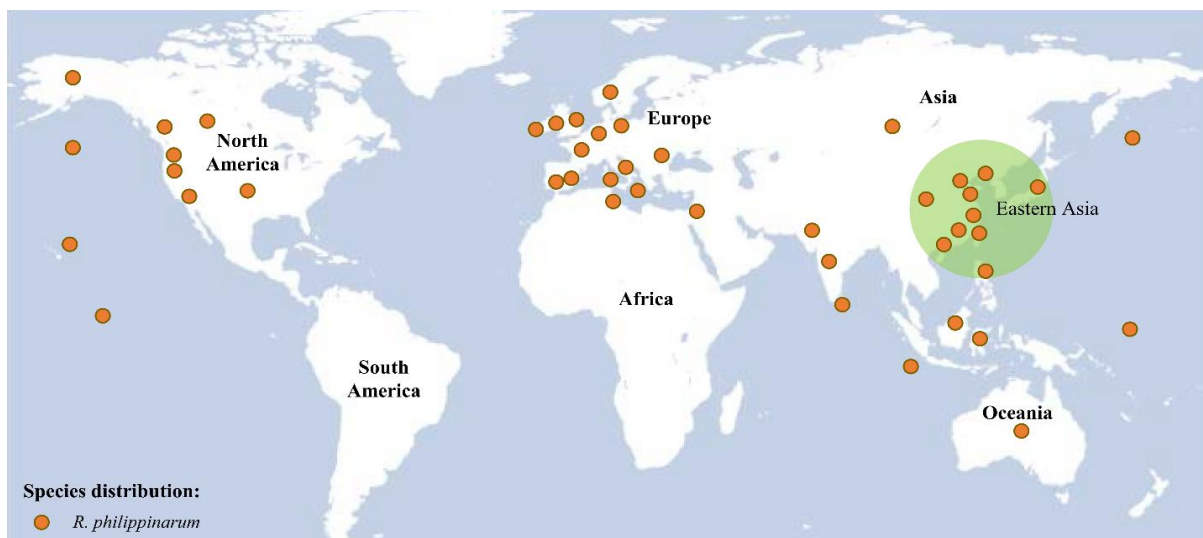 Asia
Europe
North
America
Eastern Asia
Africa
South
America
Oceania
Species distribution:
R. philippinarum